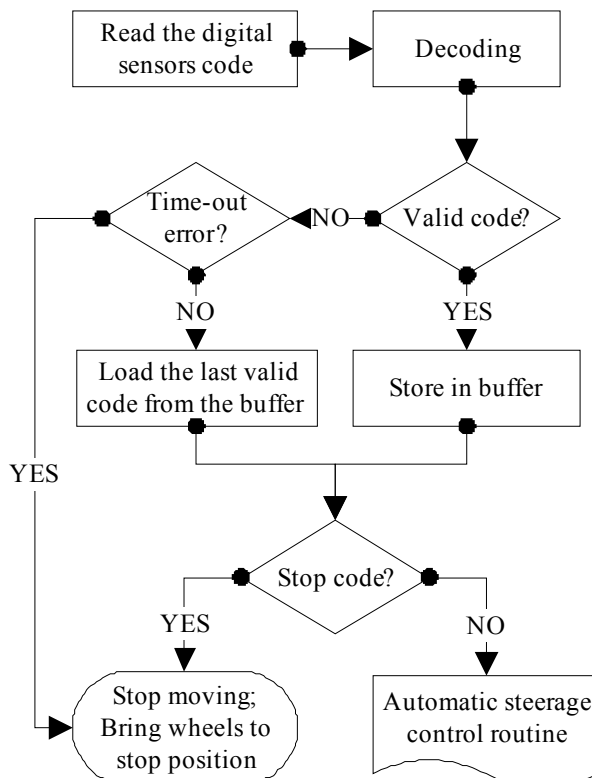 Read the digital
sensors code
Decoding
Time-out
error?
NO
Valid code?
NO
YES
Load the last valid
code from the buffer
Store in buffer
YES
Stop code?
YES
NO
Stop moving;
Bring wheels to
stop position
Automatic steerage
control routine